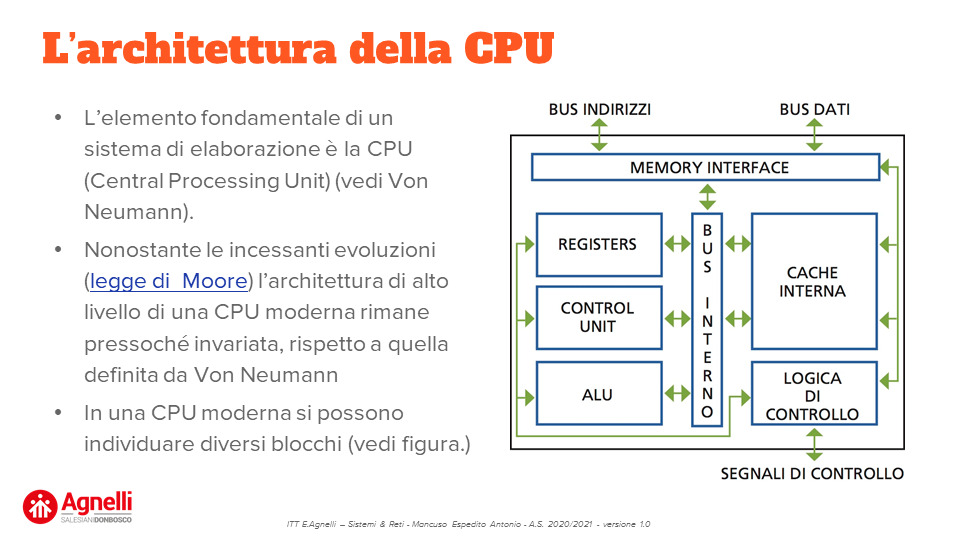 L'architettura della CPU
• L'elemento fondamentale di un
sistema di elaborazione è la CPU
(Central Processing Unit) (vedi Von
Neumann).
• Nonostante le incessanti evoluzioni
(legge di Moore) l'architettura di alto
livello di una CPU moderna rimane
pressoché invariata, rispetto a quella
definita da Von Neumann
• In una CPU moderna si possono
individuare diversi blocchi (vedi figura.)
BUS INDIRIZZI
BUS DATI
MEMORY INTERFACE
REGISTERS
CONTROL
UNIT
ALU
BUS INTERNO
CACHE
INTERNA
LOGICA
DI
CONTROLLO
SEGNALI DI CONTROLLO
Agnelli
SALESIANI DONBOSCO
ITT E.Agnelli – Sistemi & Reti - Mancuso Espedito Antonio - A.S. 2020/2021 - versione 1.0